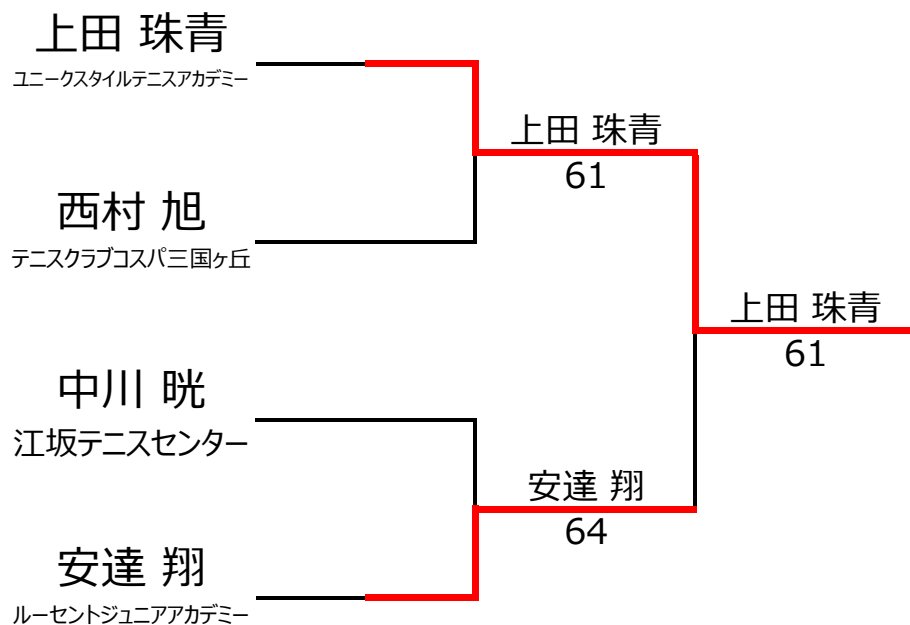 上田 珠青
ユニークスタイルテニスアカデミー
上田 珠青
61
西村 旭
テニスクラブコスパ三国ヶ丘
上田 珠青
61
中川 晄
江坂テニスセンター
安達 翔
64
安達 翔
ルーセントジュニアアカデミー